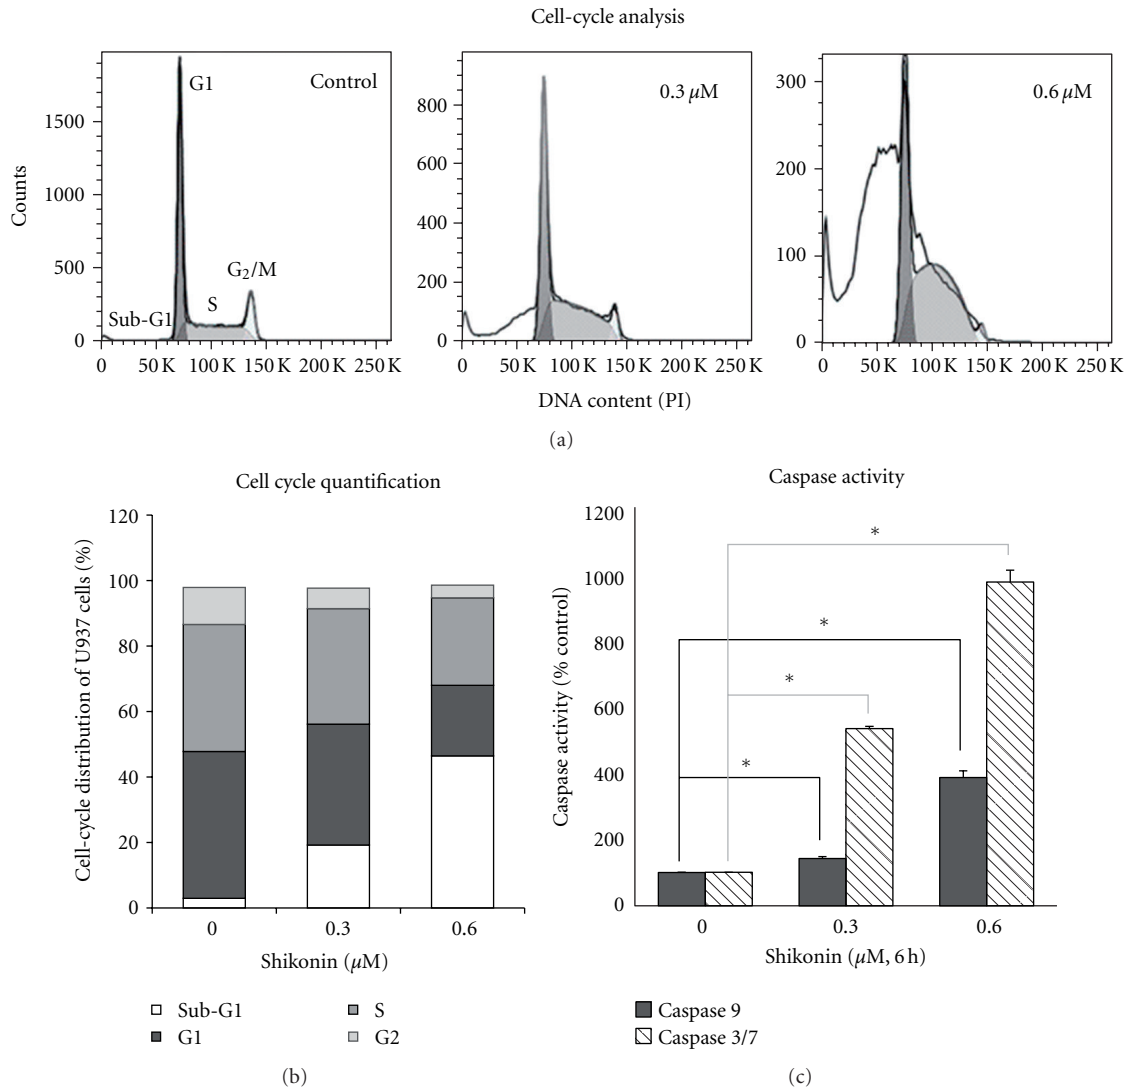 Cell-cycle analysis
G1
Control
1500
1000
500
0
Counts
Sub-G1
S
G2/M
0 50 K 100 K 150 K 200 K 250 K
0.3 µM
800
600
400
200
0
0 50 K 100 K 150 K 200 K 250 K
0.6 µM
300
200
100
0
0 50 K 100 K 150 K 200 K 250 K
DNA content (PI)
(a)
Cell cycle quantification
120
100
80
60
40
20
0
Cell-cycle distribution of U937 cells (%)
0 0.3 0.6
Shikonin (µM)
Sub-G1 S
G1 G2
(b)
Caspase activity
1200
1000
800
600
400
200
0
Caspase activity (% control)
*
*
*
*
0 0.3 0.6
Shikonin (µM, 6 h)
Caspase 9
Caspase 3/7
(c)